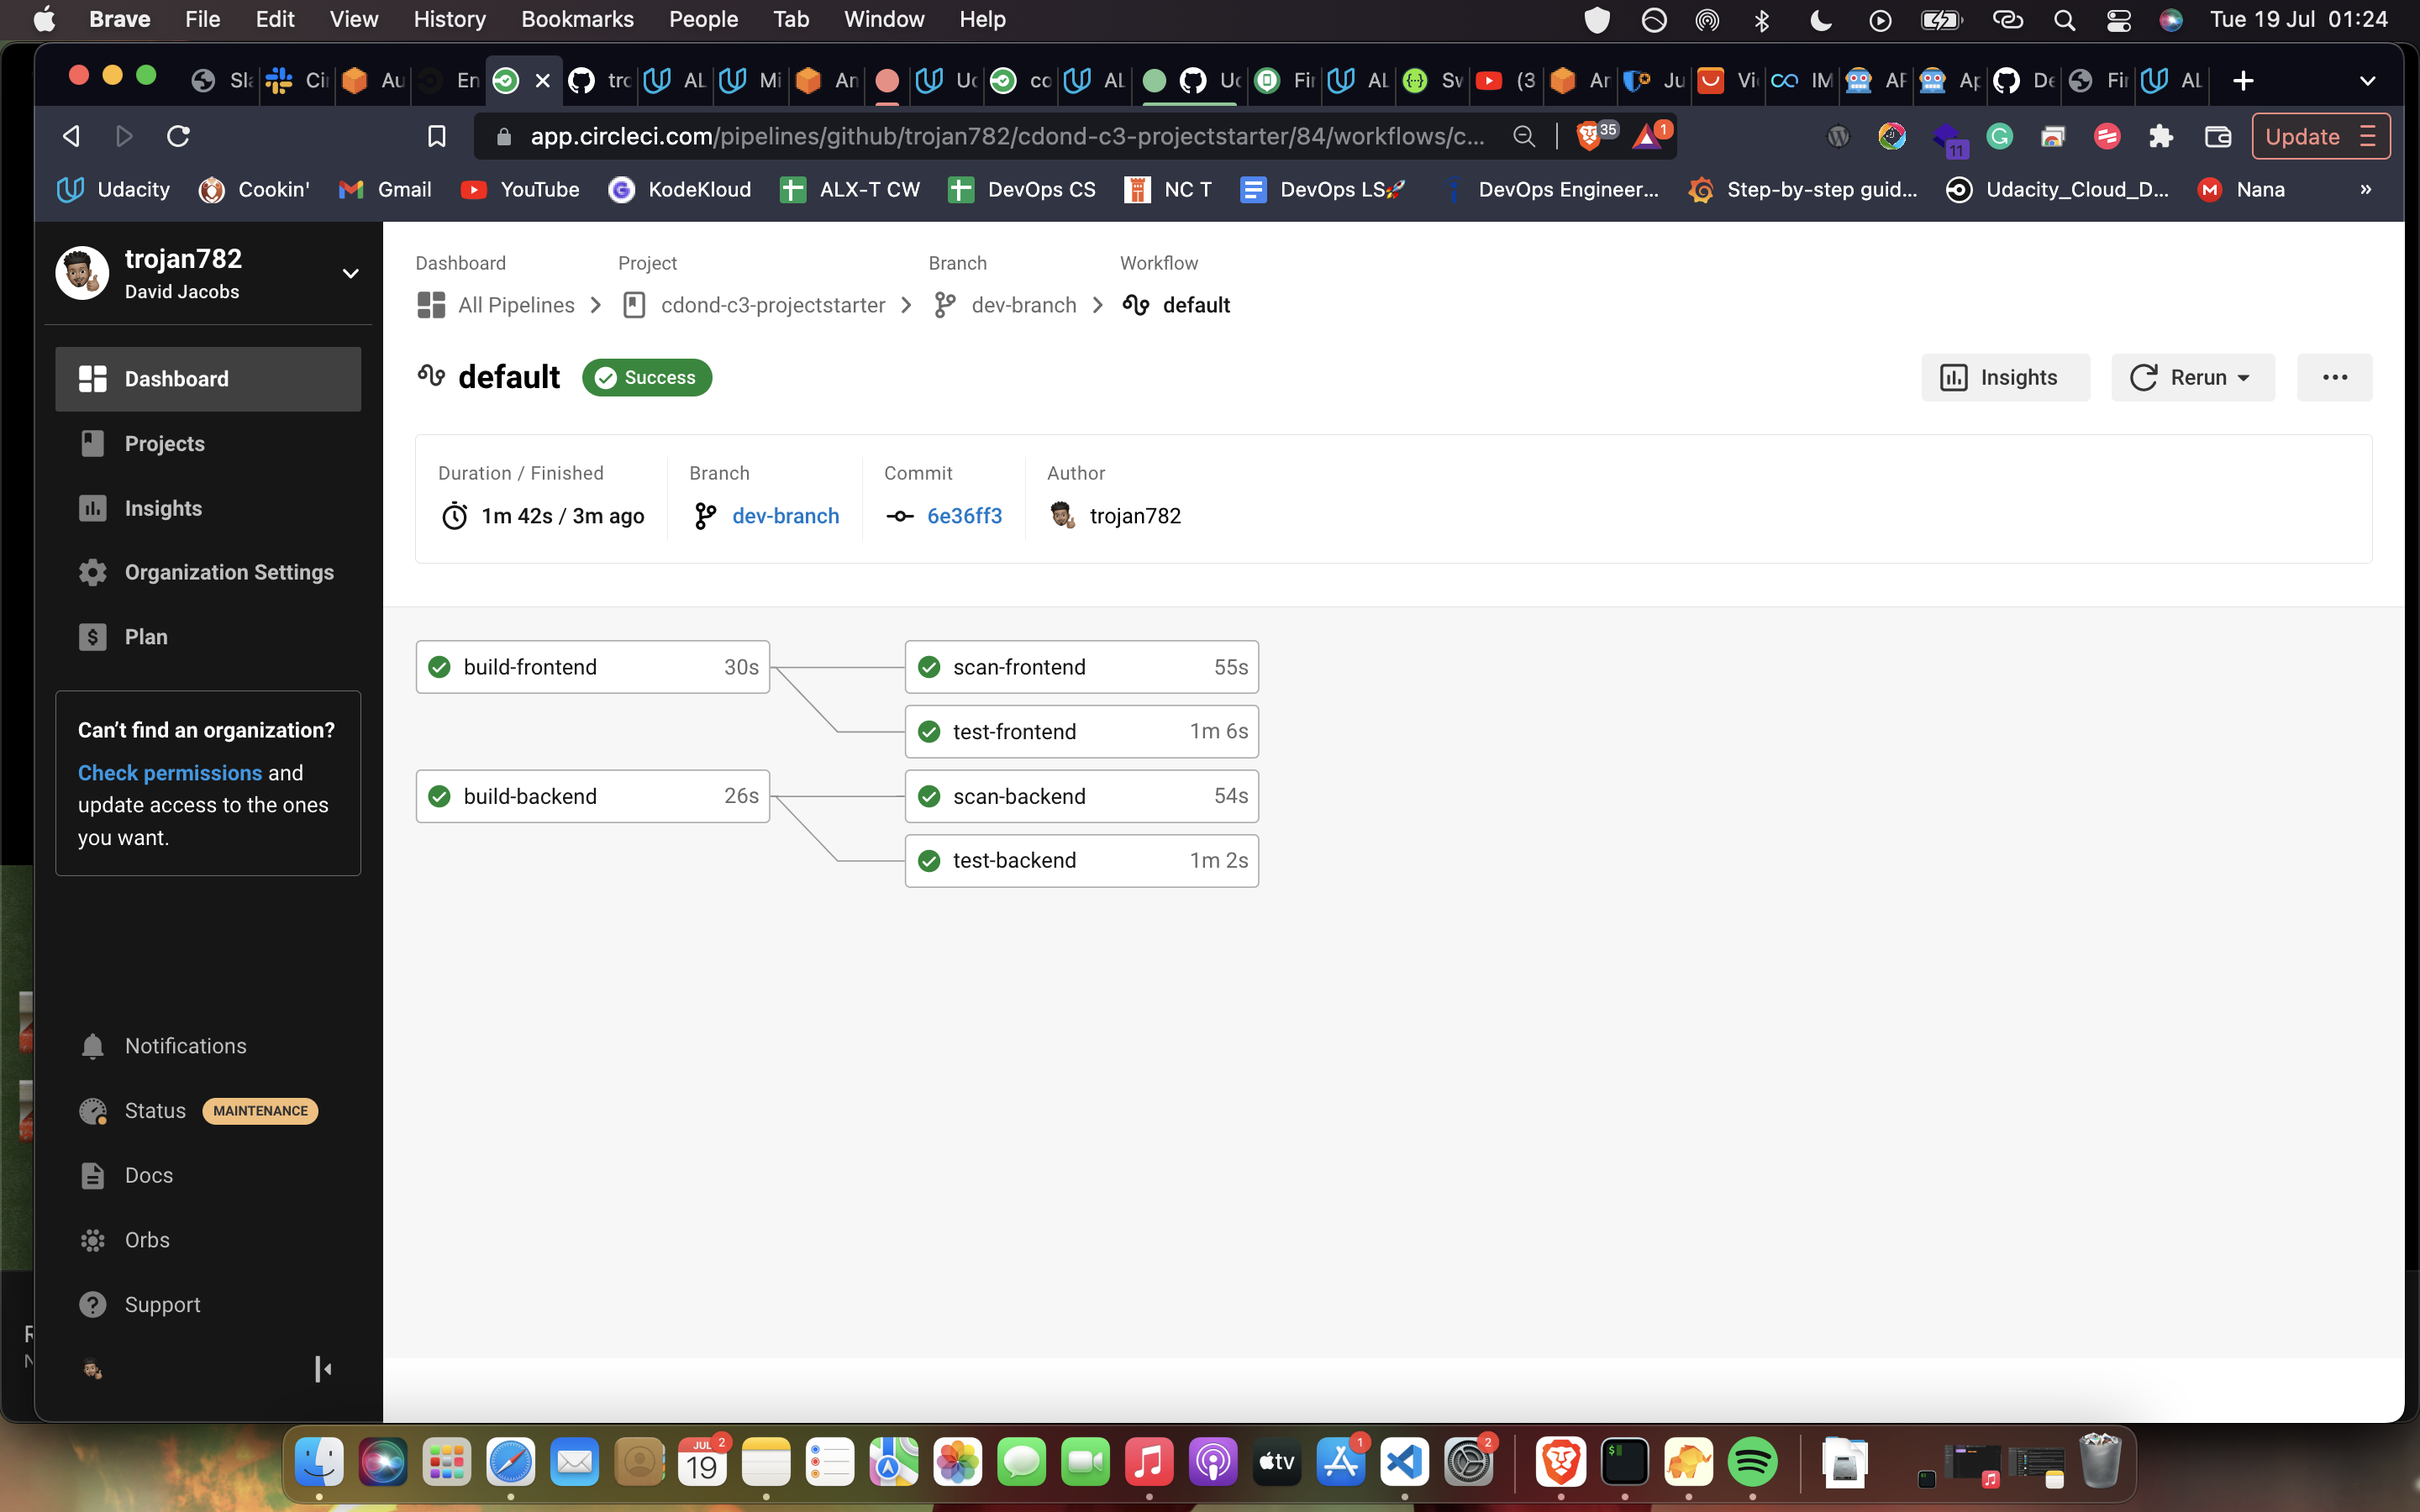 Brave File Edit View History Bookmarks People Tab Window Help Tue 19 Jul 01:24
Sla Ci Au En tro AL Mi An Uc co AL Uc Fir AL Sw (3 Ar Ju Vi IM AF Ap De Fir AL
app.circleci.com/pipelines/github/trojan782/cdond-c3-projectstarter/84/workflows/c... 35 1 11 Update
Udacity Cookin' Gmail YouTube KodeKloud ALX-T CW DevOps CS NC T DevOps LS🚀 DevOps Engineer... Step-by-step guid... Udacity_Cloud_D... Nana »
trojan782
David Jacobs
Dashboard
Projects
Insights
Organization Settings
Plan
Can't find an organization?
Check permissions and
update access to the ones
you want.
Notifications
Status MAINTENANCE
Docs
Orbs
Support
Dashboard Project Branch Workflow
All Pipelines cdond-c3-projectstarter dev-branch default
default Success Insights Rerun
Duration / Finished Branch Commit Author
1m 42s / 3m ago dev-branch 6e36ff3 trojan782
build-frontend 30s scan-frontend 55s
test-frontend 1m 6s
build-backend 26s scan-backend 54s
test-backend 1m 2s
JUL 2 1 2
19 tv